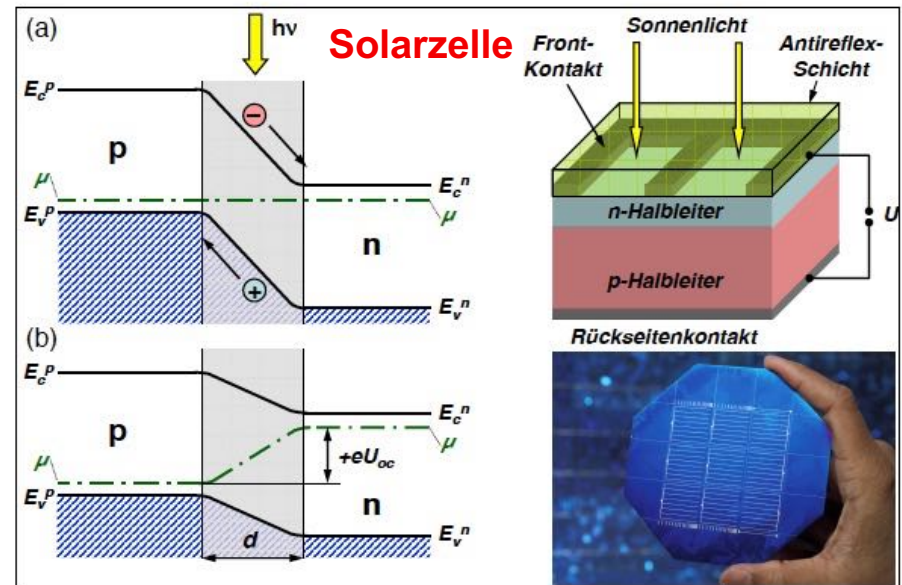 (a)
hν
Solarzelle
E_c^p
p
μ
E_v^p
−
+
E_c^n
μ
n
E_v^n
(b)
E_c^p
p
μ
E_v^p
d
+eU_oc
E_c^n
μ
n
E_v^n
Sonnenlicht
Front-
Kontakt
Antireflex-
Schicht
n-Halbleiter
p-Halbleiter
U
Rückseitenkontakt